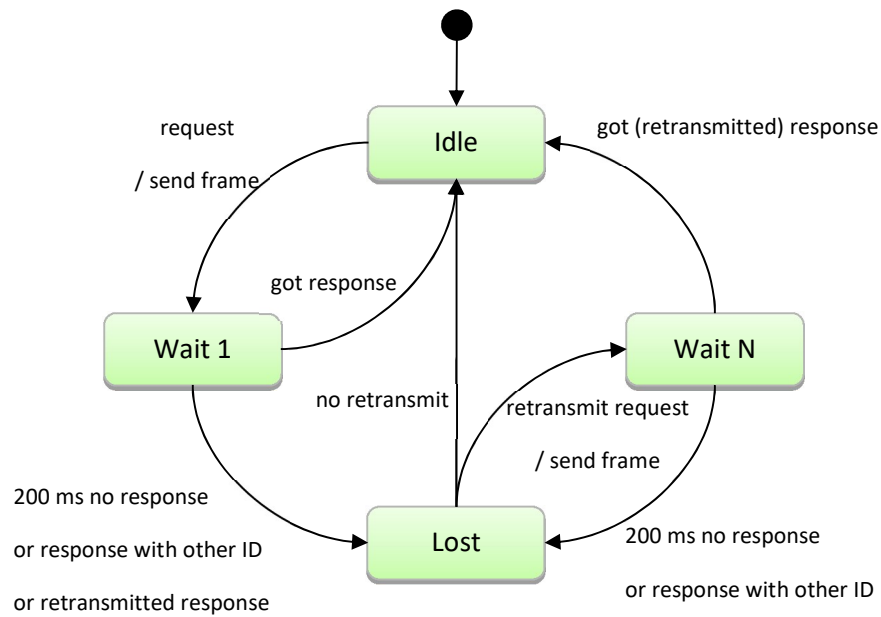 request
/ send frame
Idle
got (retransmitted) response
got response
Wait 1
Wait N
no retransmit
retransmit request
/ send frame
200 ms no response
or response with other ID
or retransmitted response
Lost
200 ms no response
or response with other ID